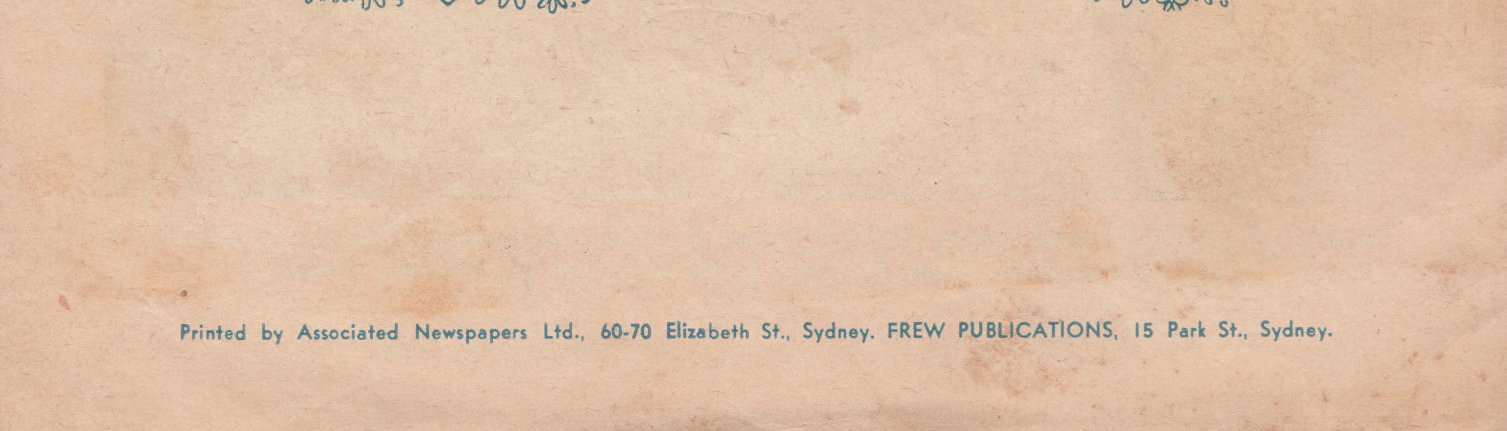 Printed by Associated Newspapers Ltd., 60-70 Elizabeth St., Sydney. FREW PUBLICATIONS, 15 Park St., Sydney.